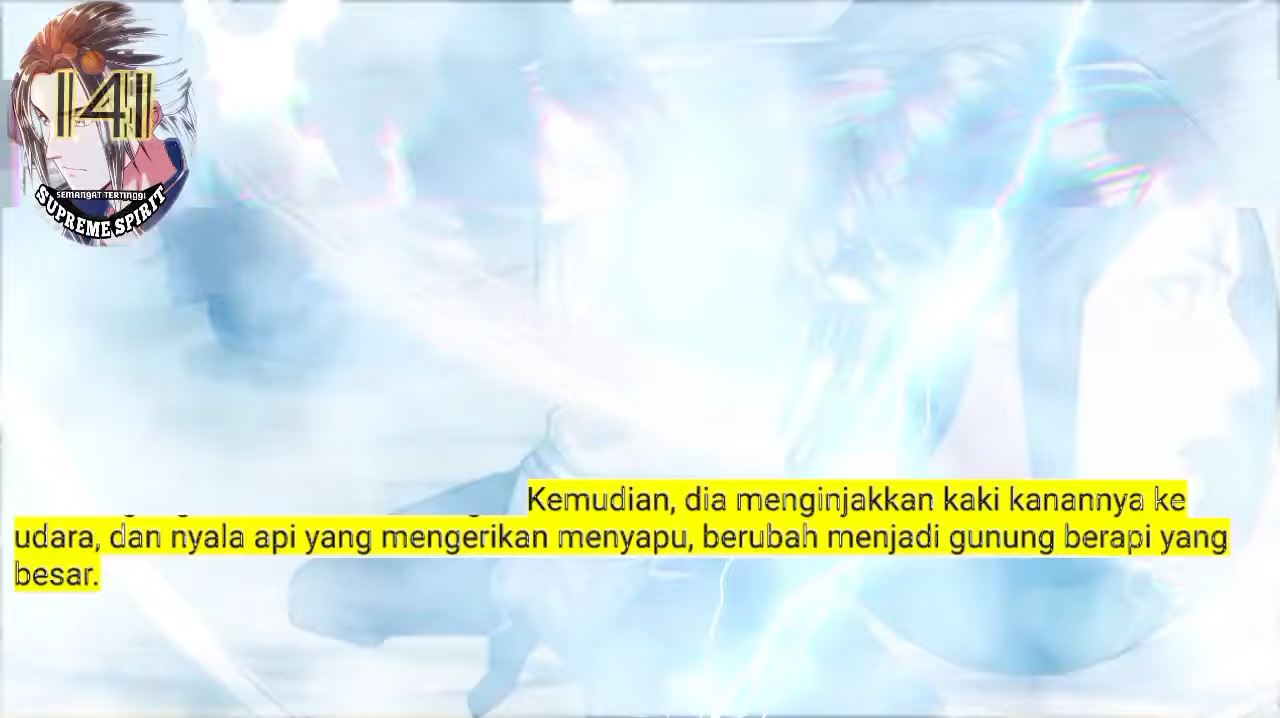 141
SEMANGAT TERTINGGI
SUPREME SPIRIT
Kemudian, dia menginjakkan kaki kanannya ke
udara, dan nyala api yang mengerikan menyapu, berubah menjadi gunung berapi yang
besar.